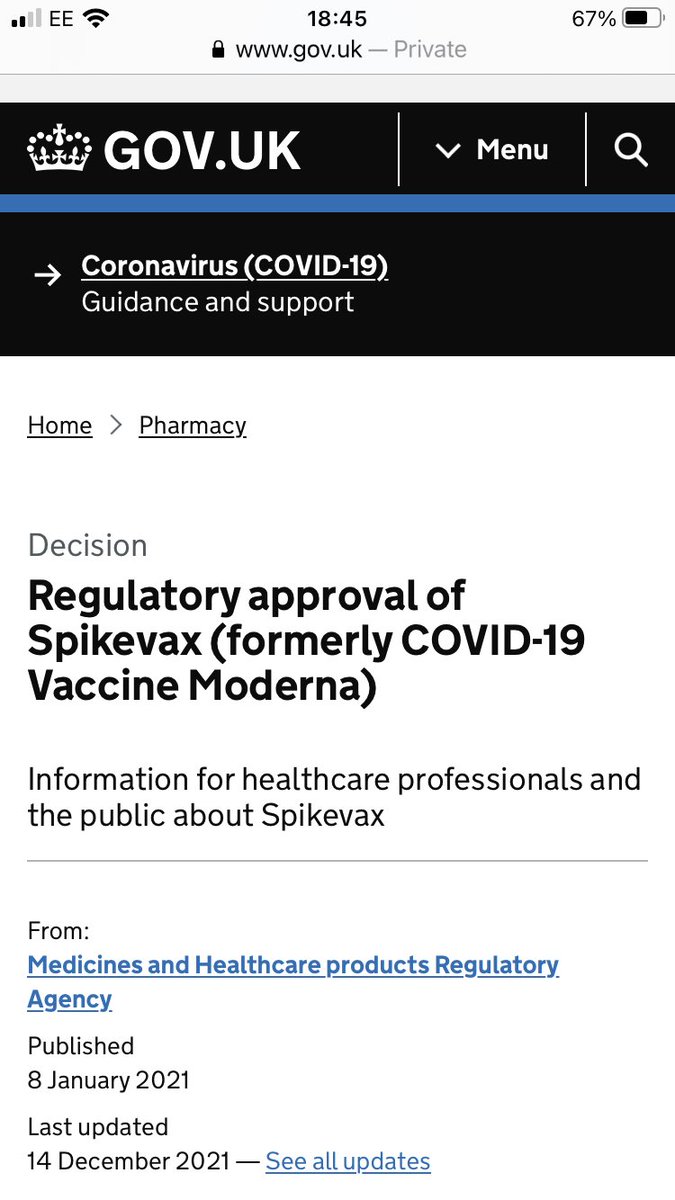 EE 18:45 67%
www.gov.uk — Private
GOV.UK Menu
Coronavirus (COVID-19)
Guidance and support
Home > Pharmacy
Decision
Regulatory approval of
Spikevax (formerly COVID-19
Vaccine Moderna)
Information for healthcare professionals and
the public about Spikevax
From:
Medicines and Healthcare products Regulatory
Agency
Published
8 January 2021
Last updated
14 December 2021 — See all updates